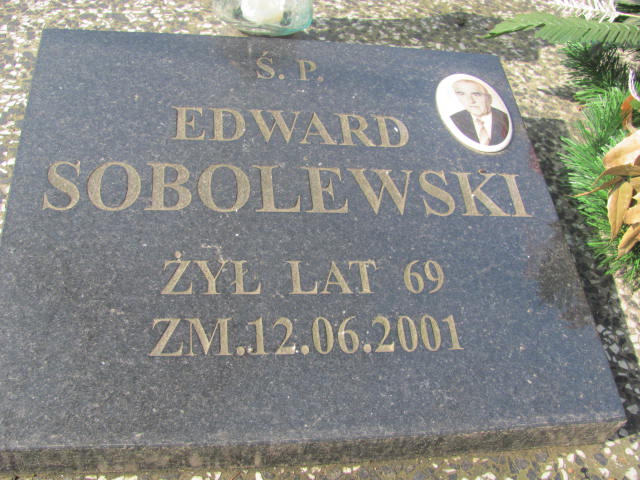 Ś. P.
EDWARD
SOBOLEWSKI
ŻYŁ LAT 69
ZM.12.06.2001